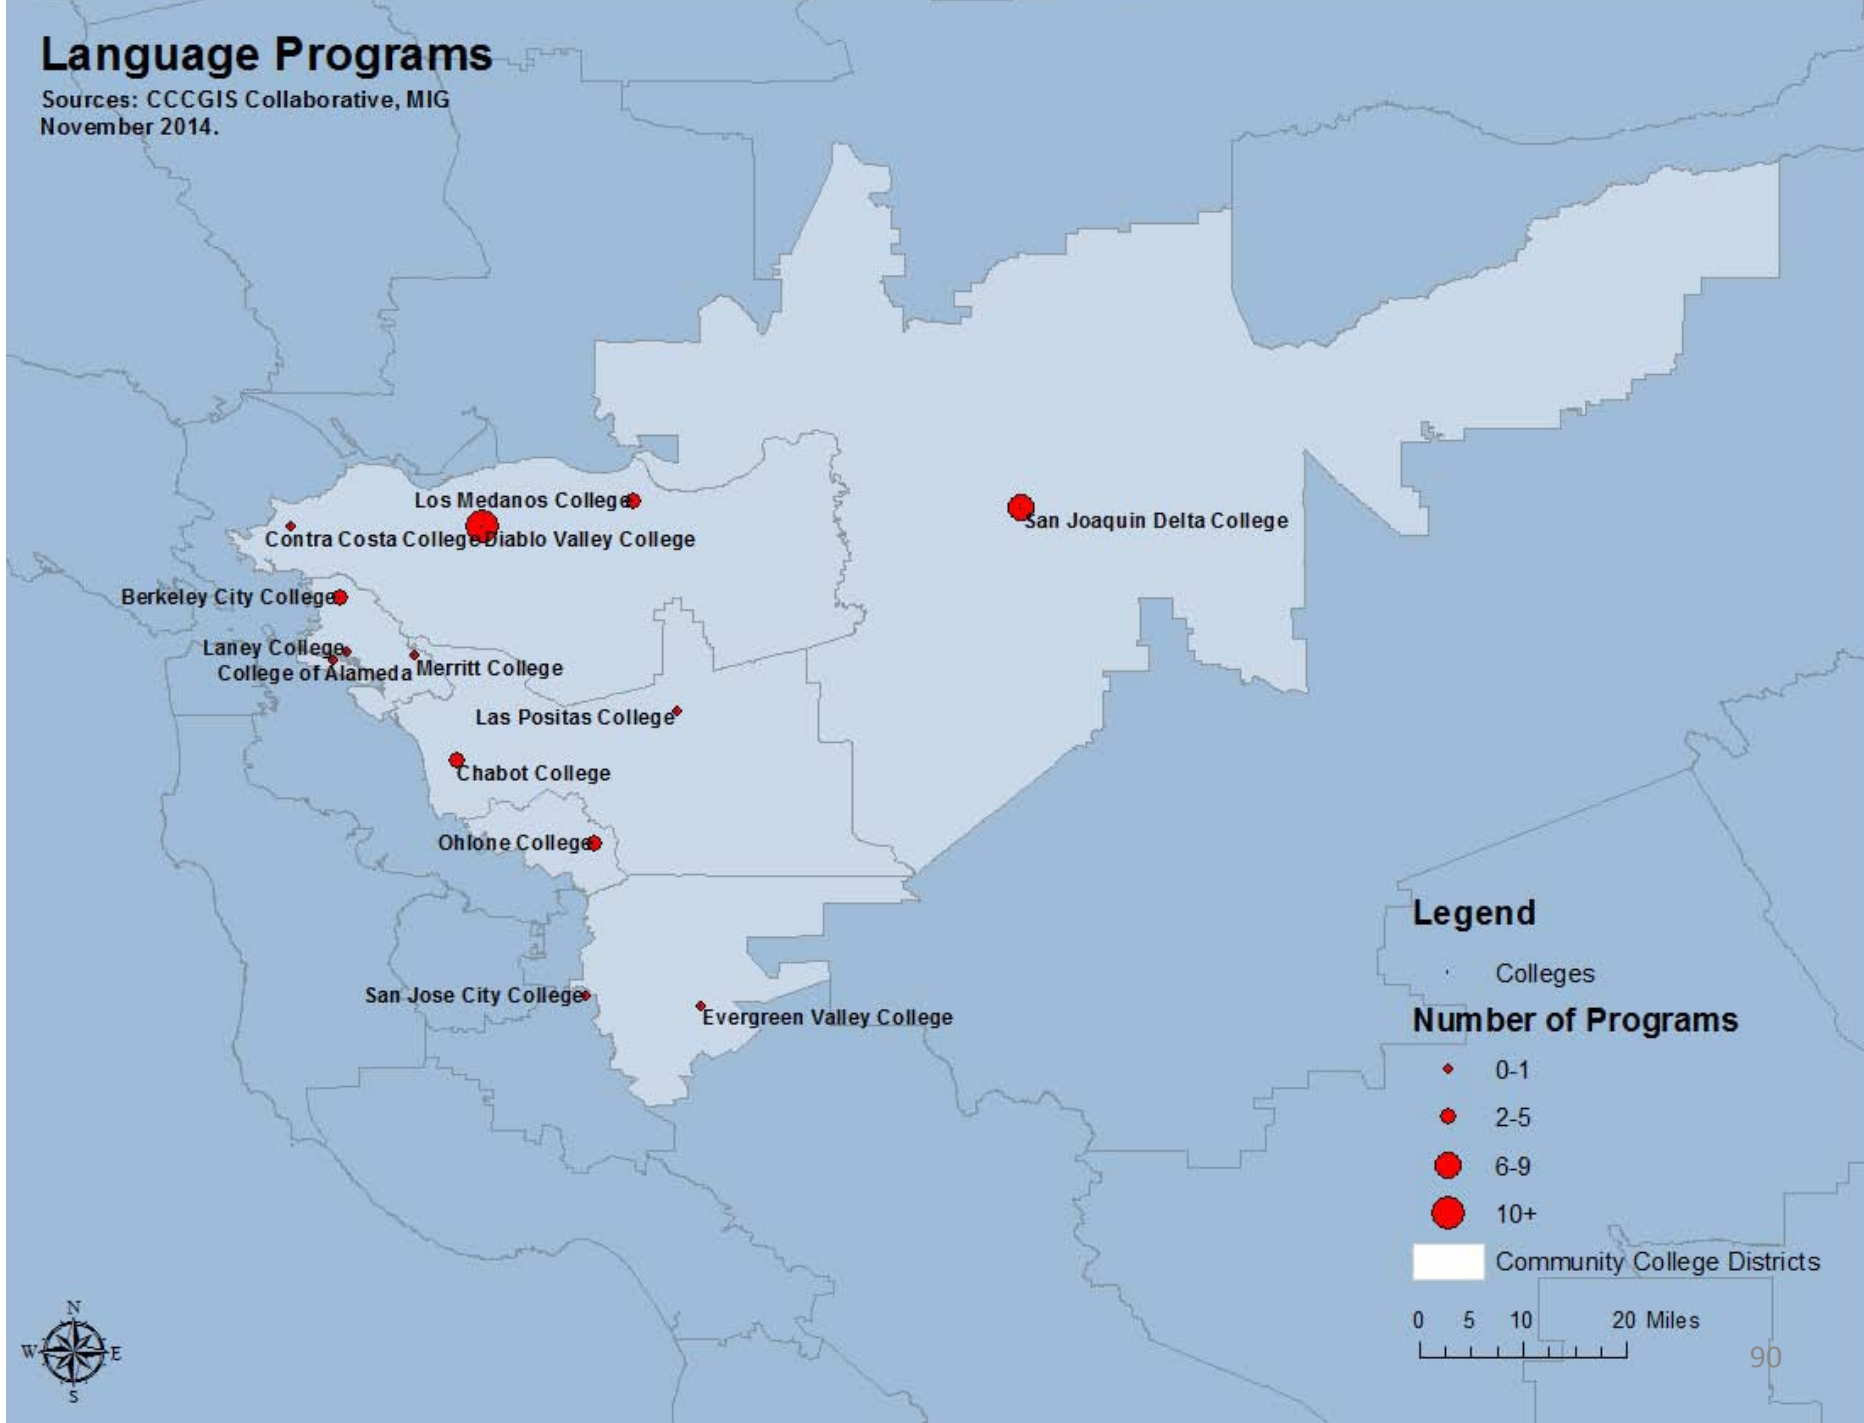 Language Programs
Sources: CCCGIS Collaborative, MIG
November 2014.
Los Medanos College
Contra Costa College
Diablo Valley College
San Joaquin Delta College
Berkeley City College
Laney College
College of Alameda
Merritt College
Las Positas College
Chabot College
Ohlone College
San Jose City College
Evergreen Valley College
Legend
Colleges
Number of Programs
0-1
2-5
6-9
10+
Community College Districts
0 5 10 20 Miles
90
N
W E
S